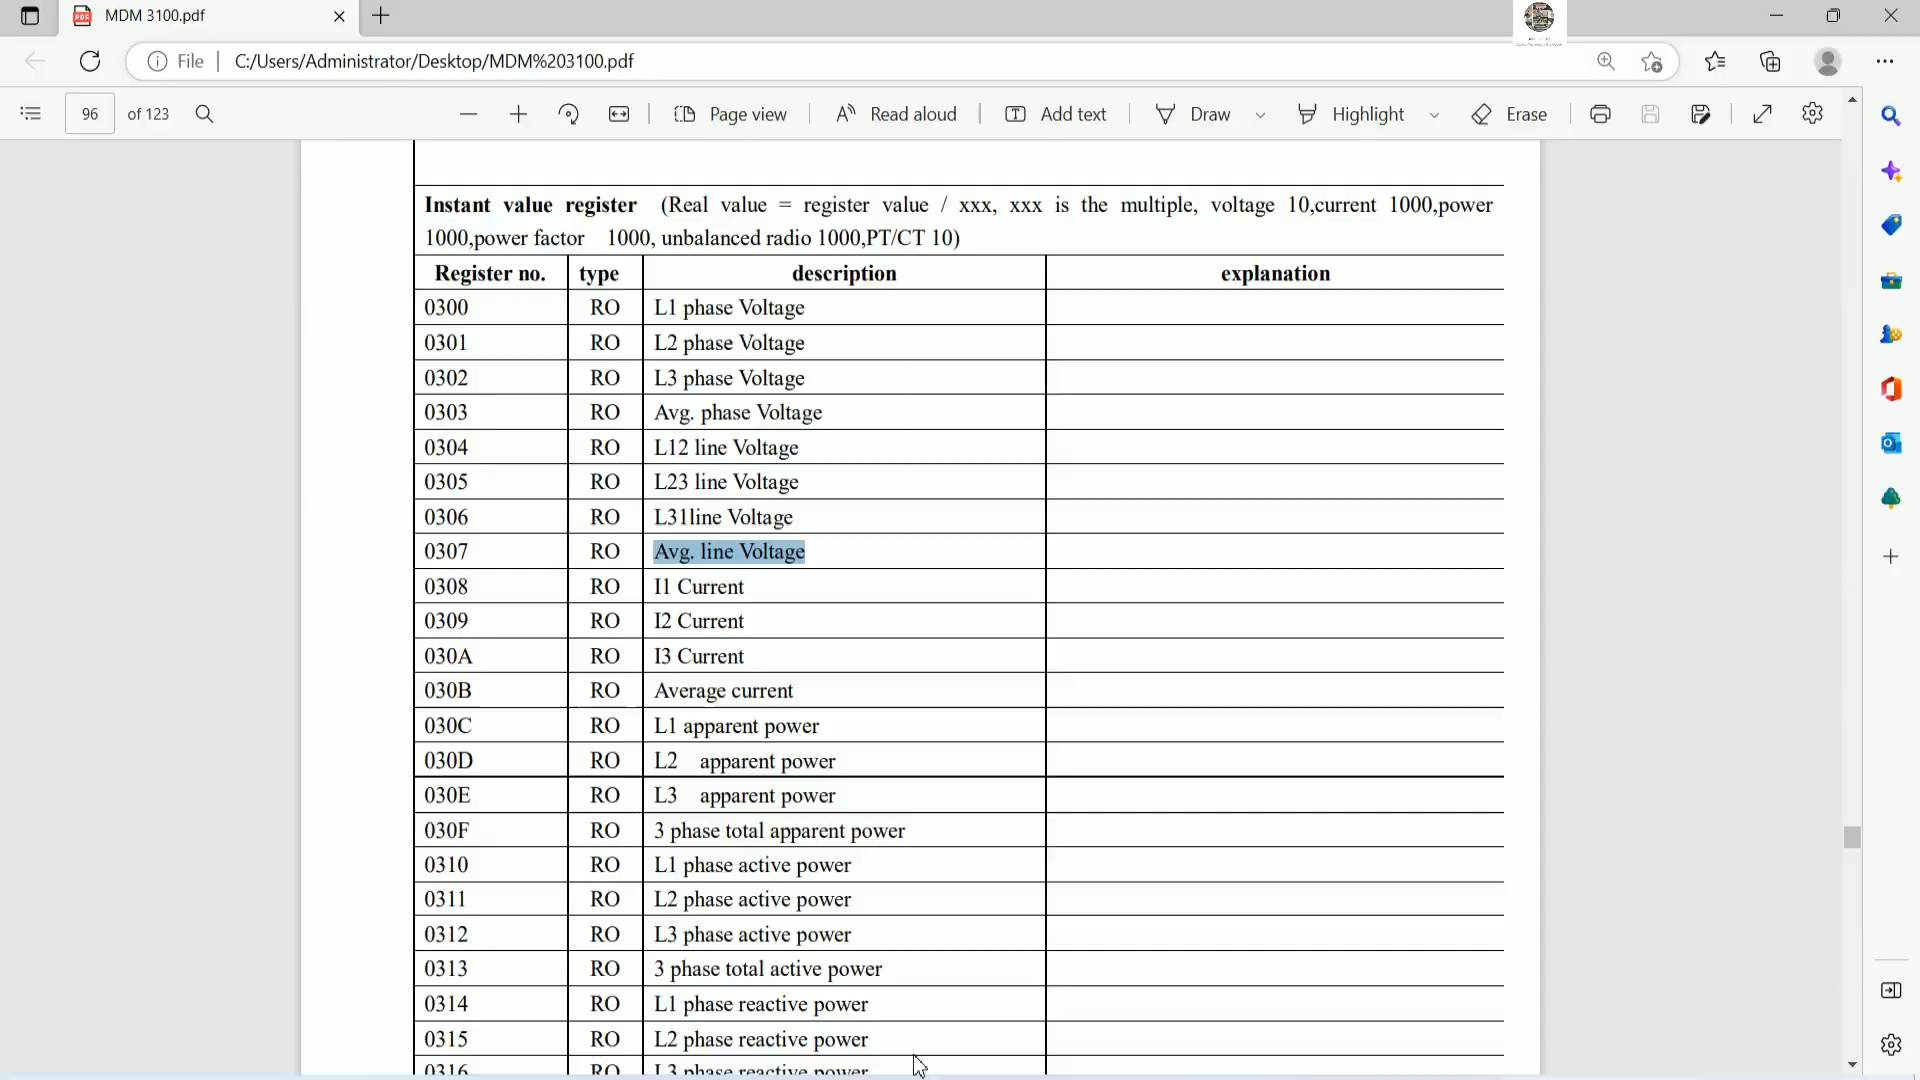 MDM 3100.pdf
File
C:/Users/Administrator/Desktop/MDM%203100.pdf
96 of 123
Page view
Read aloud
Add text
Draw
Highlight
Erase
Instant value register (Real value = register value / xxx, xxx is the multiple, voltage 10,current 1000,power
1000,power factor 1000, unbalanced radio 1000,PT/CT 10)
Register no. type description explanation
0300 RO L1 phase Voltage
0301 RO L2 phase Voltage
0302 RO L3 phase Voltage
0303 RO Avg. phase Voltage
0304 RO L12 line Voltage
0305 RO L23 line Voltage
0306 RO L31line Voltage
0307 RO Avg. line Voltage
0308 RO I1 Current
0309 RO I2 Current
030A RO I3 Current
030B RO Average current
030C RO L1 apparent power
030D RO L2 apparent power
030E RO L3 apparent power
030F RO 3 phase total apparent power
0310 RO L1 phase active power
0311 RO L2 phase active power
0312 RO L3 phase active power
0313 RO 3 phase total active power
0314 RO L1 phase reactive power
0315 RO L2 phase reactive power
0316 RO L3 phase reactive power